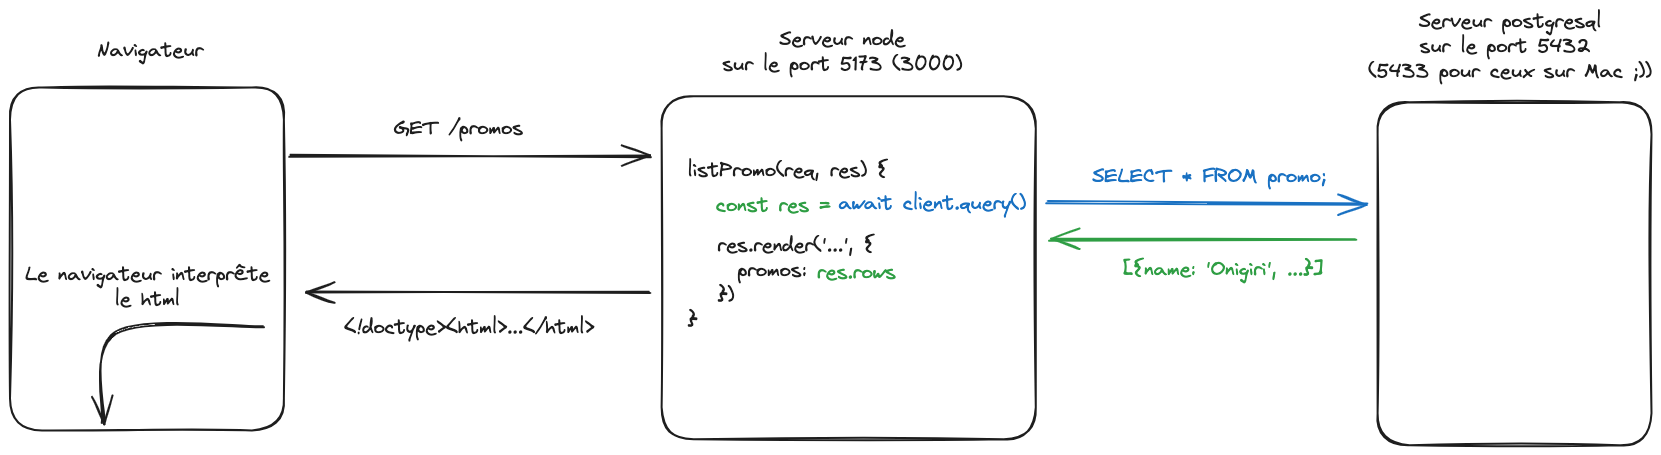 Navigateur
Le navigateur interprête
le html
GET /promos
<!doctype><html>...</html>
Serveur node
sur le port 5173 (3000)
listPromo(req, res) {
const res = await client.query()
res.render('...', {
promos: res.rows
})
}
SELECT * FROM promo;
[{name: 'Onigiri', ...}]
Serveur postgresql
sur le port 5432
(5433 pour ceux sur Mac ;))